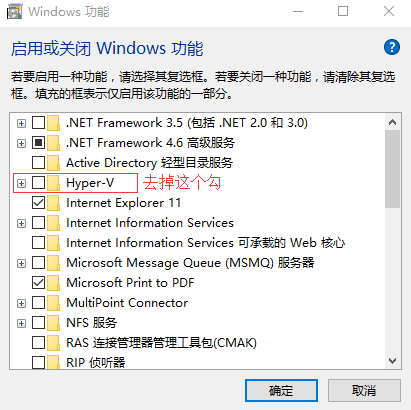 Windows 功能
启用或关闭 Windows 功能
若要启用一种功能，请选择其复选框。若要关闭一种功能，请清除其复选
框。填充的框表示仅启用该功能的一部分。
.NET Framework 3.5 (包括 .NET 2.0 和 3.0)
.NET Framework 4.6 高级服务
Active Directory 轻型目录服务
Hyper-V 去掉这个勾
Internet Explorer 11
Internet Information Services
Internet Information Services 可承载的 Web 核心
Microsoft Message Queue (MSMQ) 服务器
Microsoft Print to PDF
MultiPoint Connector
NFS 服务
RAS 连接管理器管理工具包(CMAK)
RIP 侦听器
确定 取消